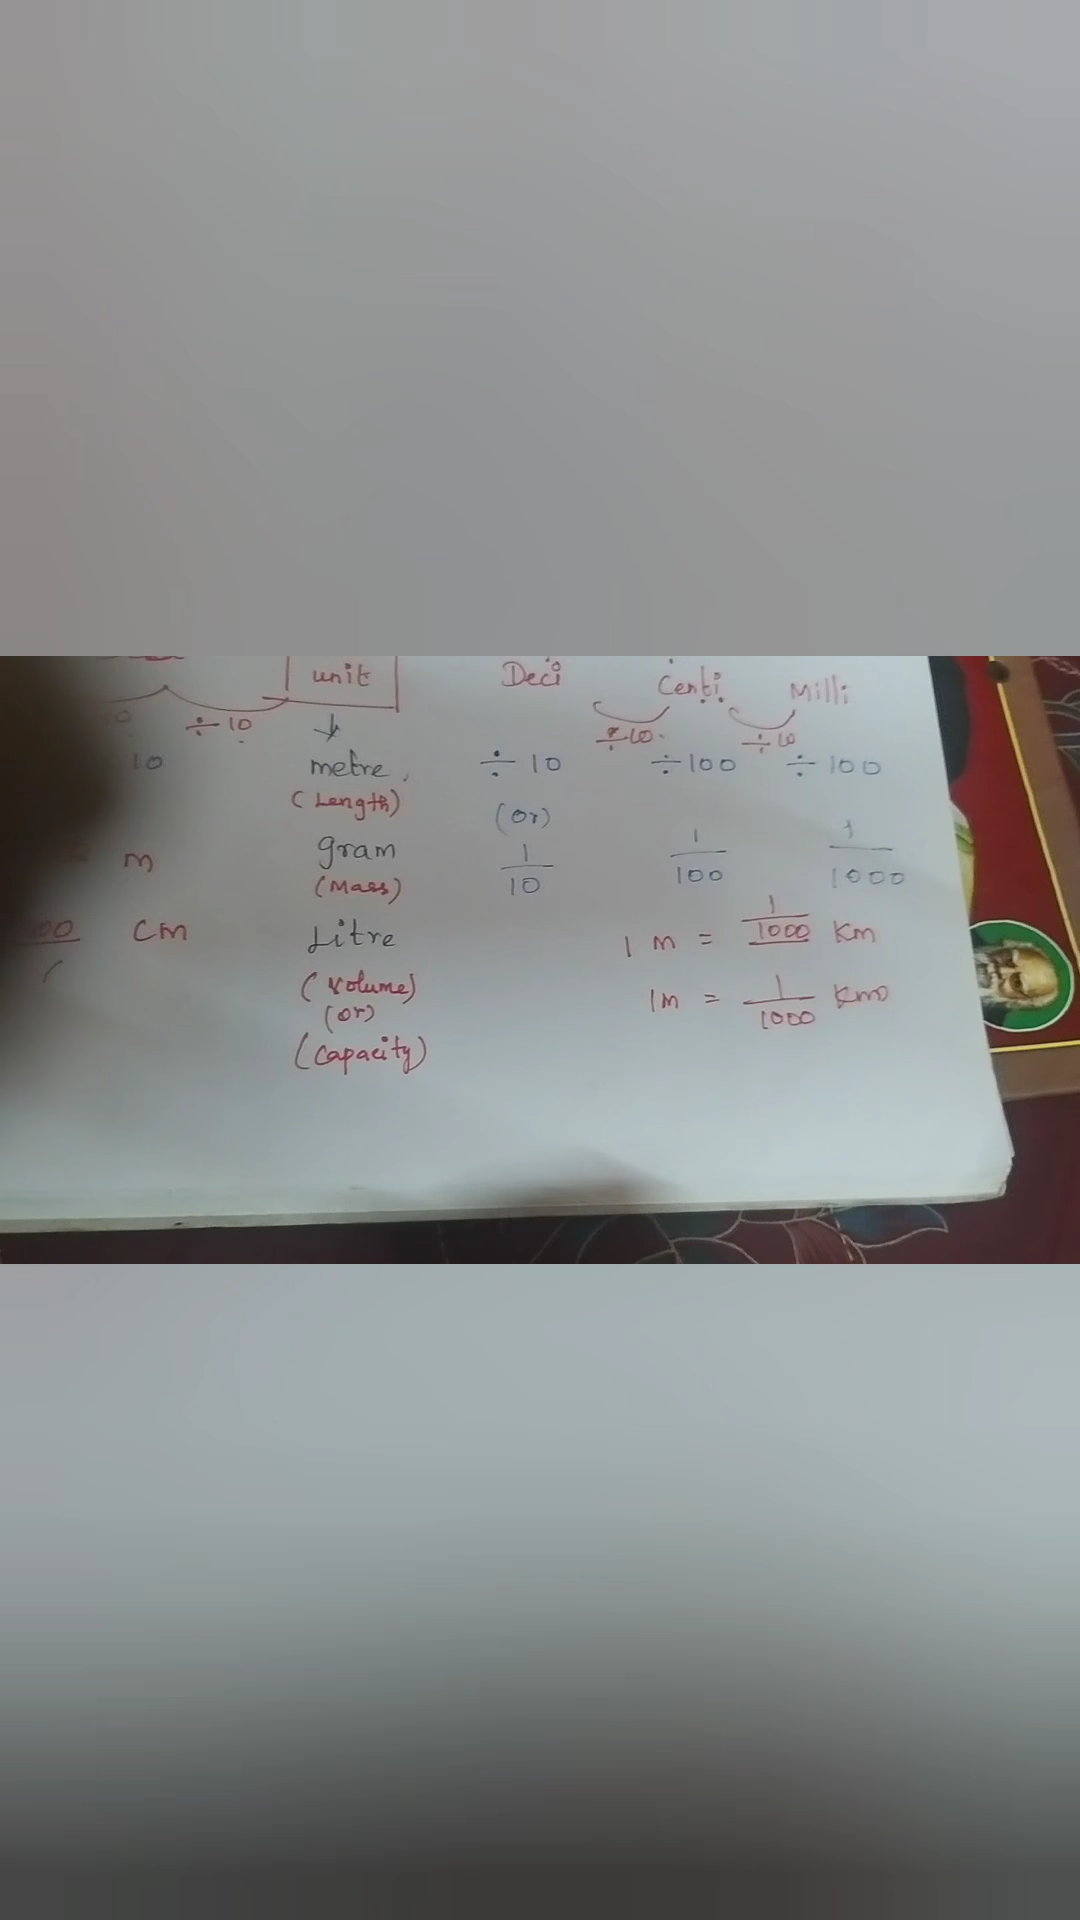 unit Deci Centi Milli
÷ 10 ÷10 ÷10
10 metre, ÷ 10 ÷100 ÷ 100
(Length) (or)
m gram 1/10 1/100 1/1000
(Mass)
cm Litre 1 m = 1/1000 Km
(Volume) 1m = 1/1000 Km
(or)
(Capacity)